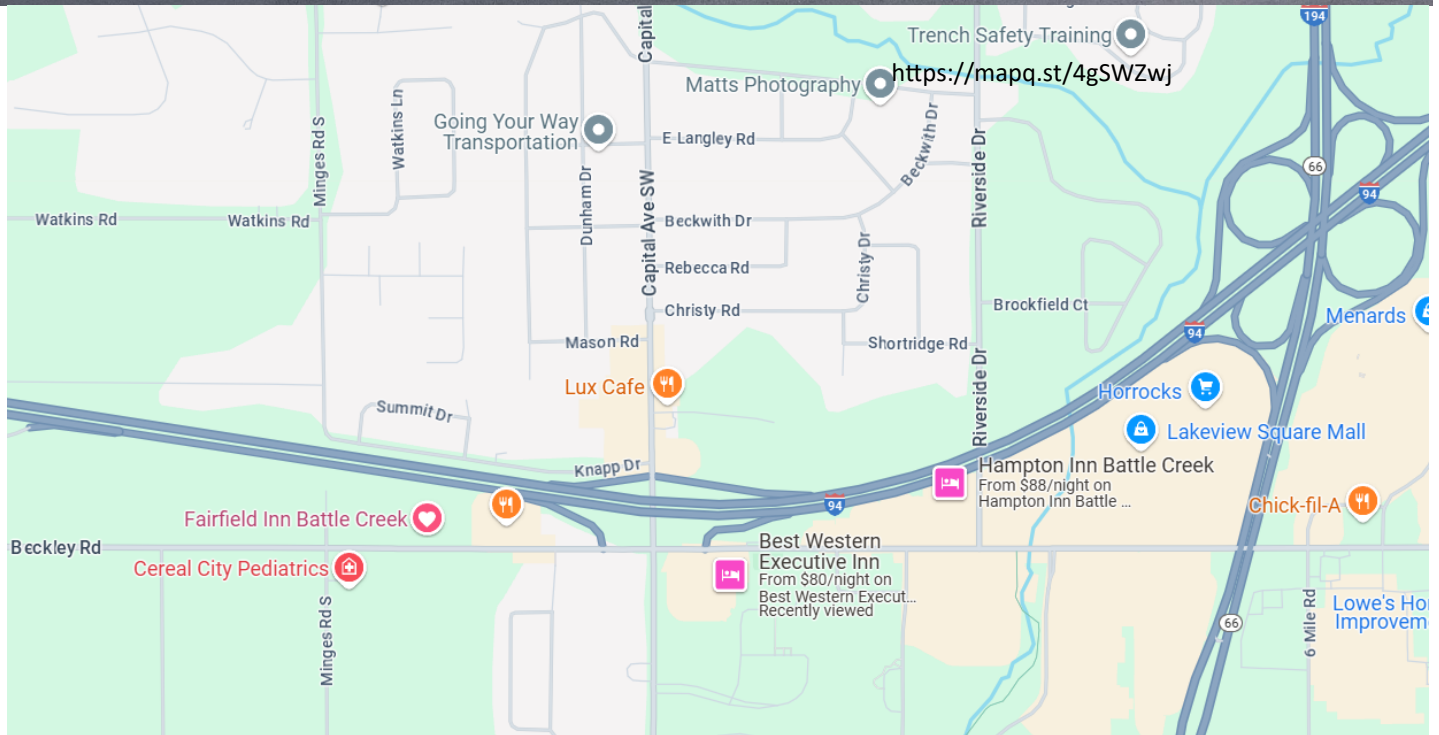 194
Capital
Trench Safety Training
https://mapq.st/4gSWZwj
Matts Photography
Going Your Way
Transportation
E Langley Rd
Watkins Ln
Minges Rd S
Beckwith Dr
Riverside Dr
66
94
Watkins Rd
Watkins Rd
Dunham Dr
Capital Ave SW
Beckwith Dr
Rebecca Rd
Christy Dr
Christy Rd
Brockfield Ct
Menards
94
Mason Rd
Shortridge Rd
Riverside Dr
Lux Cafe
Horrocks
Summit Dr
Lakeview Square Mall
Knapp Dr
Hampton Inn Battle Creek
From $88/night on
Hampton Inn Battle ...
94
Chick-fil-A
Fairfield Inn Battle Creek
Beckley Rd
Best Western
Executive Inn
From $80/night on
Best Western Execut...
Recently viewed
Cereal City Pediatrics
Minges Rd S
6 Mile Rd
Lowe's Ho
Improvem
66